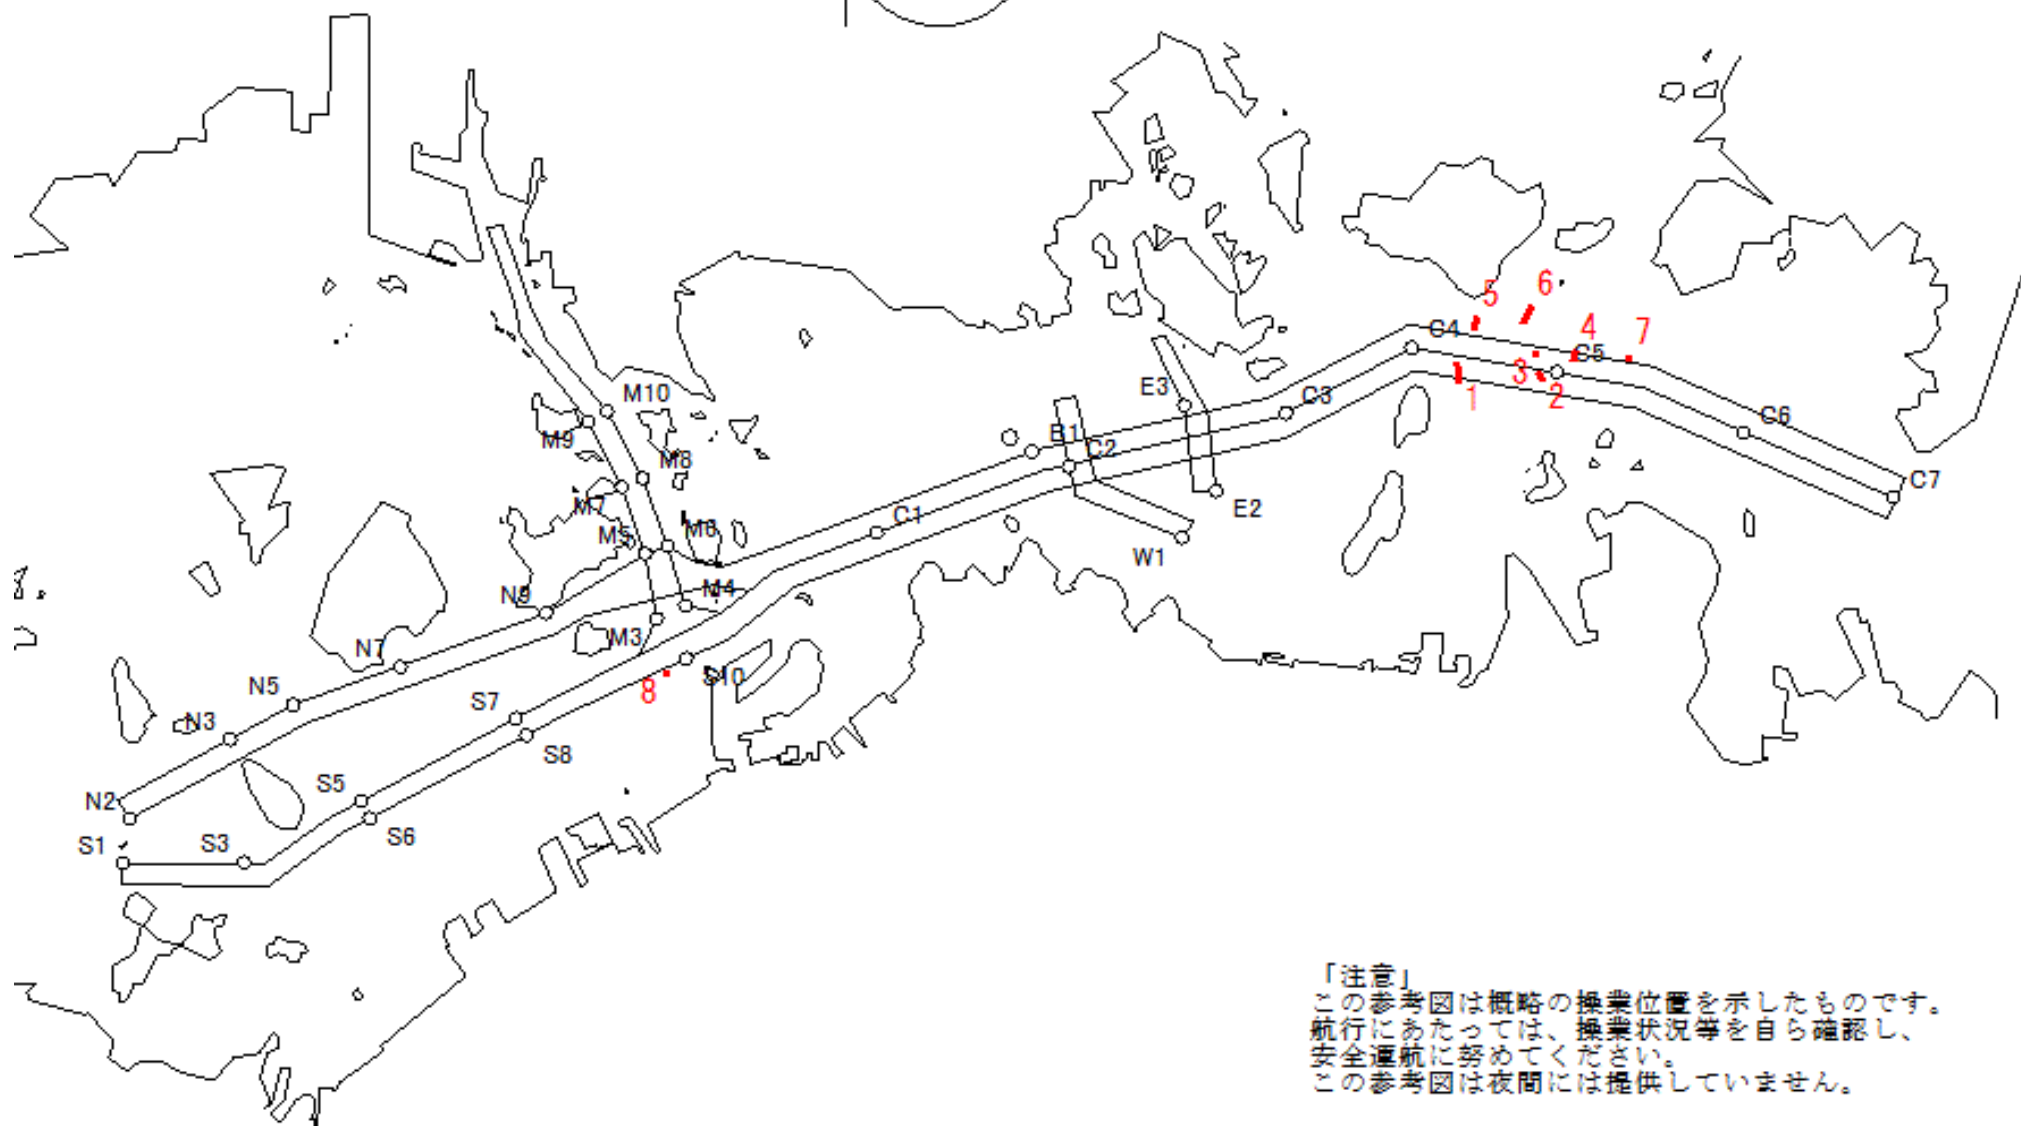 5
6
C4
4
7
C5
3
1
2
M10
E3
C3
C6
M9
B1
C2
M8
C7
M7
E2
M5
M6
C1
W1
N9
M4
M3
N7
S10
8
N5
N3
S7
S8
S5
N2
S6
S1
S3
「注意」
この参考図は概略の操業位置を示したものです。
航行にあたっては、操業状況等を自ら確認し、
安全運航に努めてください。
この参考図は夜間には提供していません。